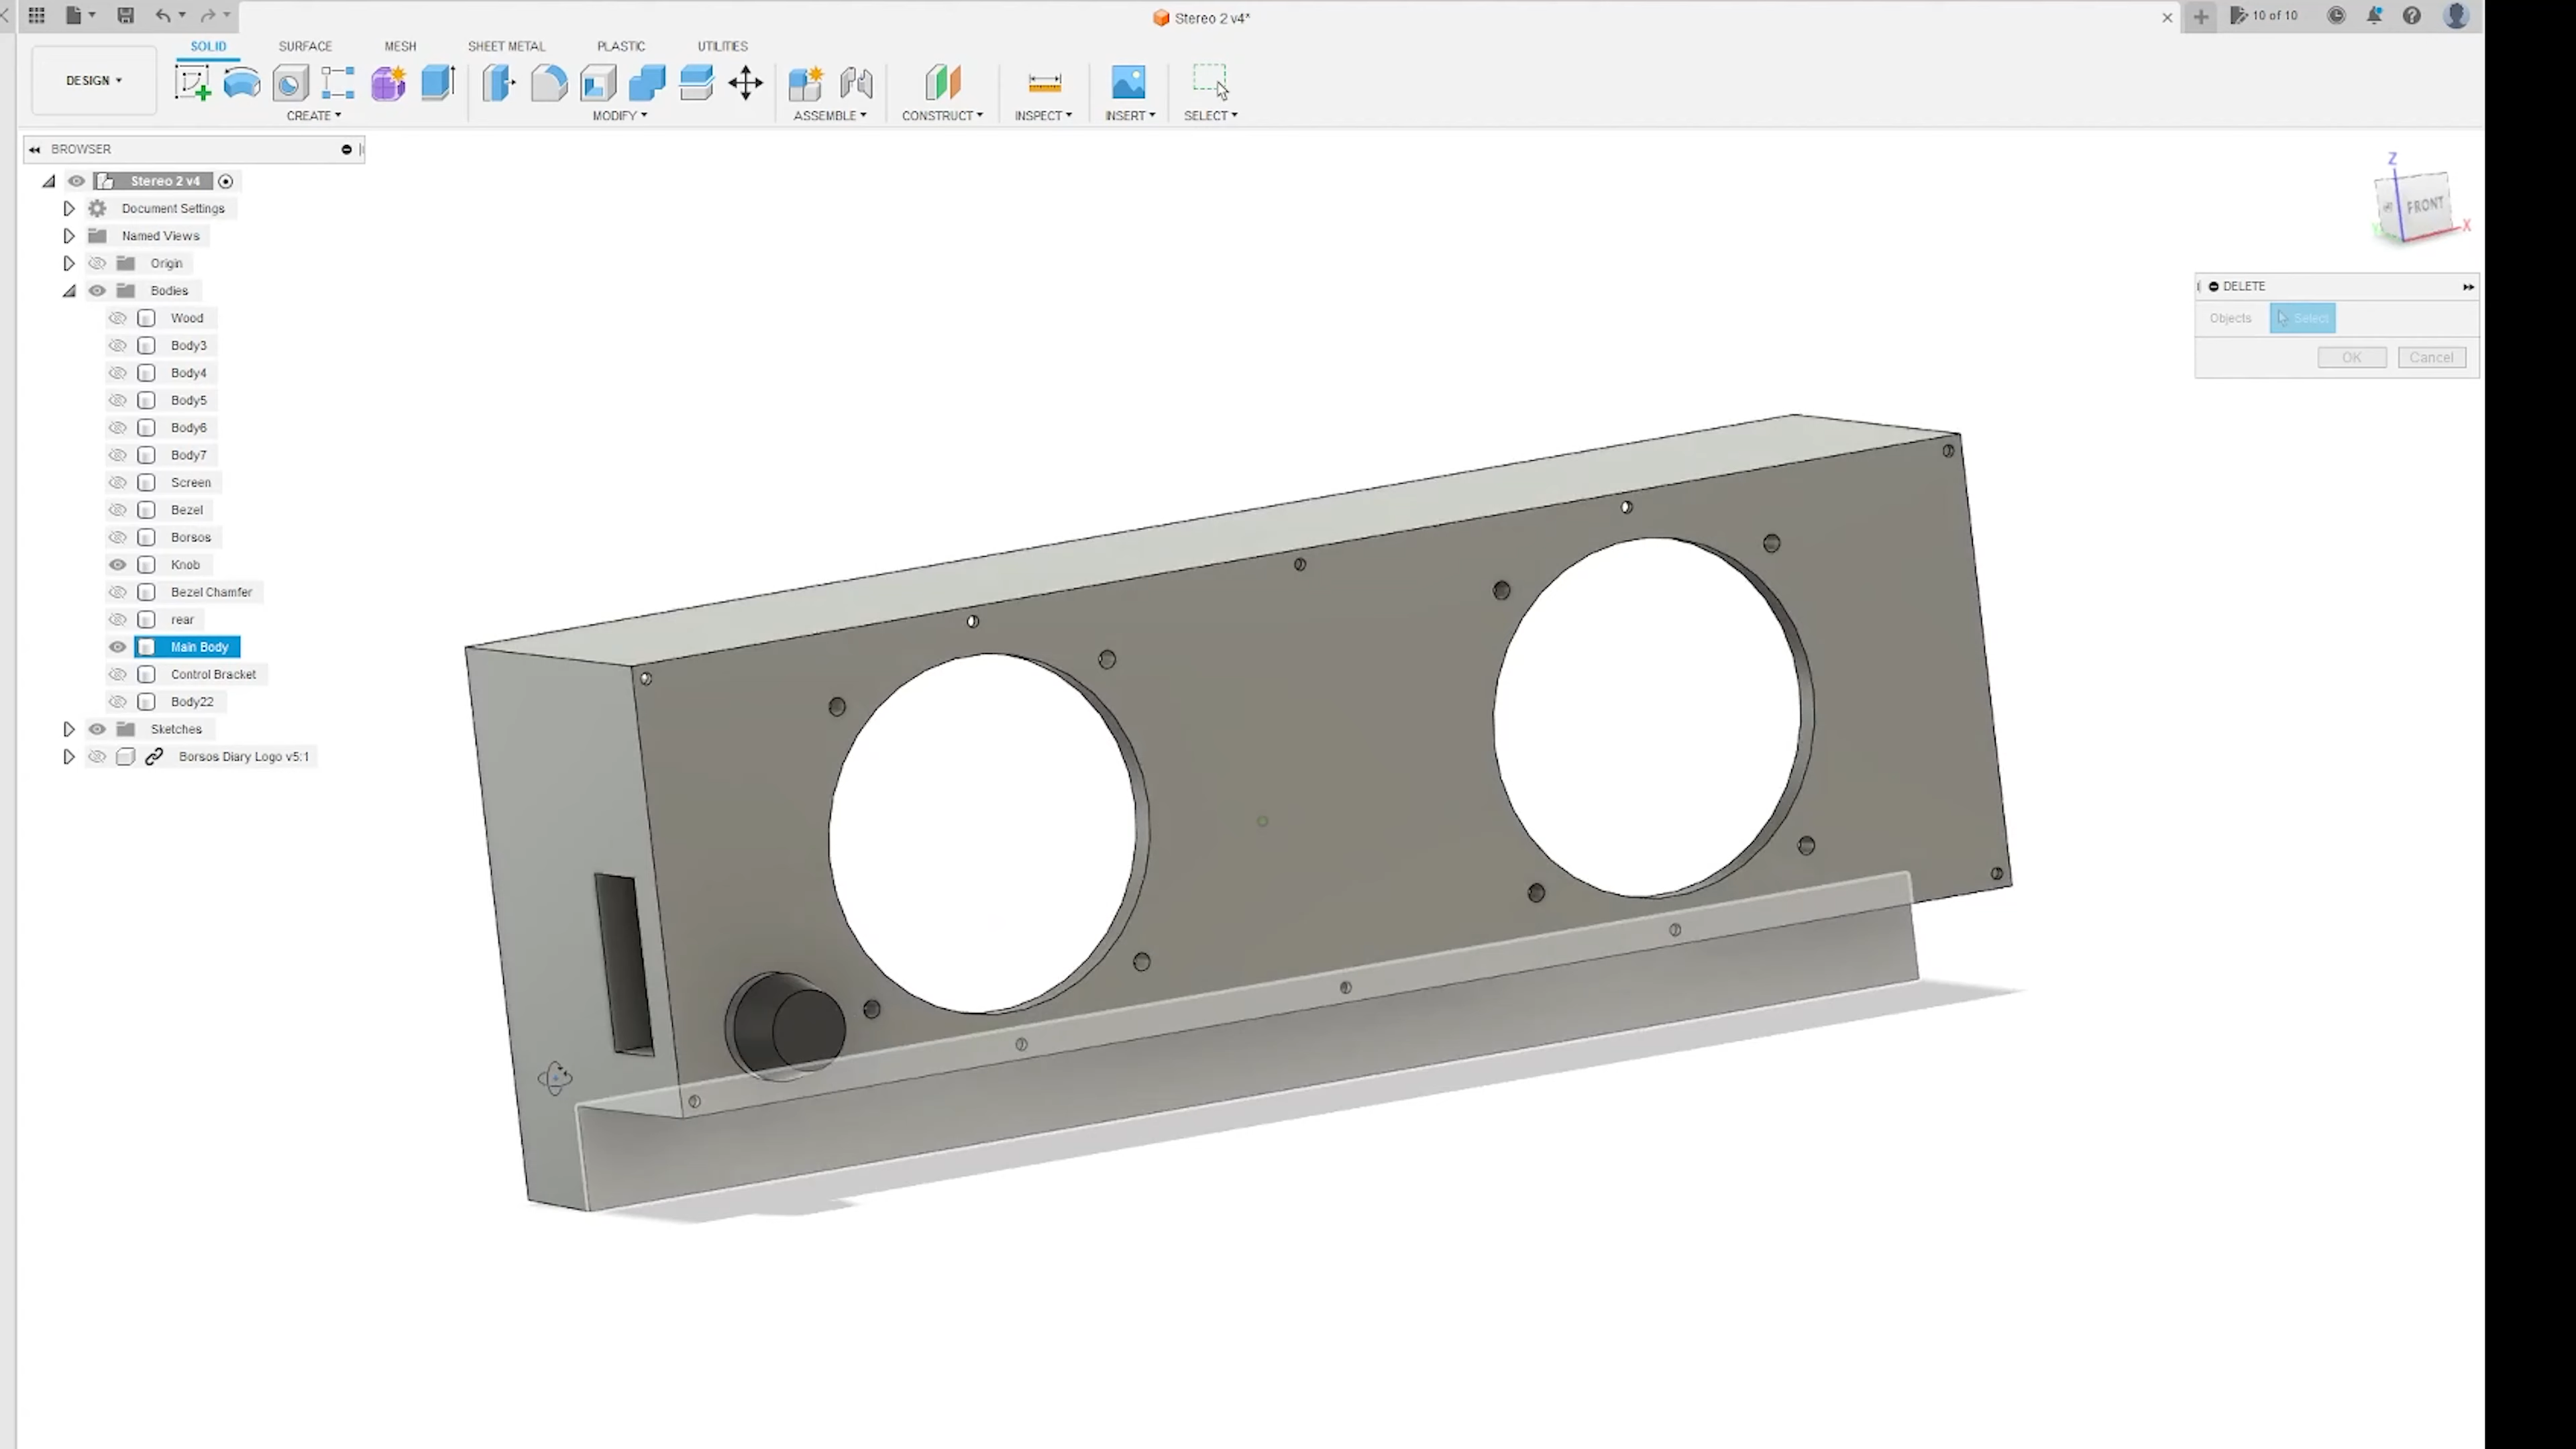 Stereo 2 v4*
10 of 10
DESIGN
SOLID SURFACE MESH SHEET METAL PLASTIC UTILITIES
CREATE MODIFY ASSEMBLE CONSTRUCT INSPECT INSERT SELECT
BROWSER
Stereo 2 v4
Document Settings
Named Views
Origin
Bodies
Wood
Body3
Body4
Body5
Body6
Body7
Screen
Bezel
Borsos
Knob
Bezel Chamfer
rear
Main Body
Control Bracket
Body22
Sketches
Borsos Diary Logo v5:1
Z
FRONT
X
Y
DELETE
Objects Select
OK Cancel